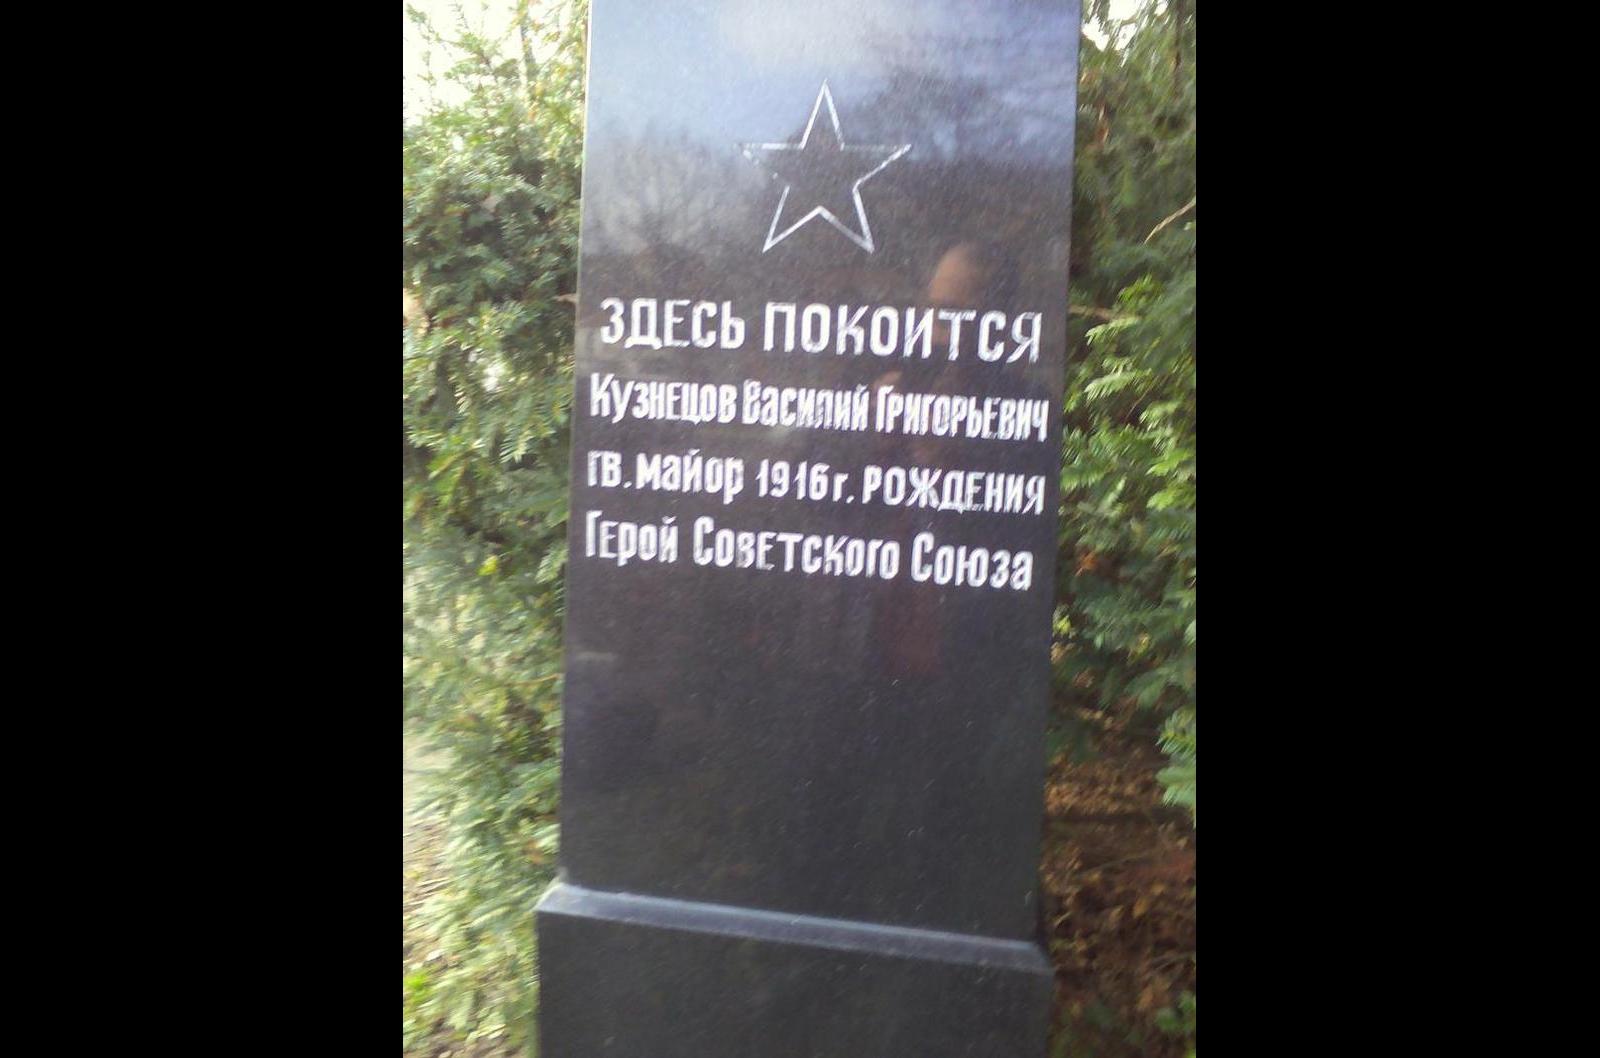 ЗДЕСЬ ПОКОИТСЯ
Кузнецов Василий Григорьевич
гв. майор 1916 г. РОЖДЕНИЯ
Герой Советского Союза